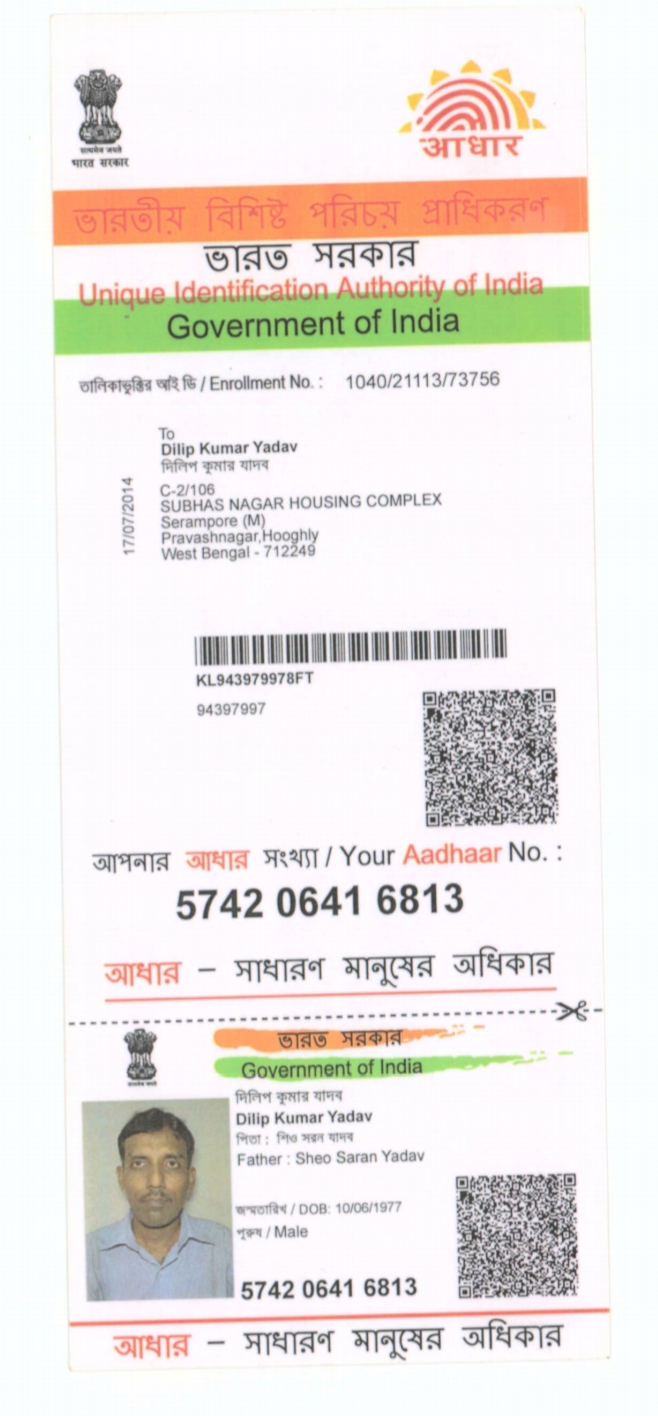 सत्यमेव जयते
भारत सरकार
आधार
ভারতীয় বিশিষ্ট পরিচয় প্রাধিকরণ
ভারত সরকার
Unique Identification Authority of India
Government of India
তালিকাভুক্তির আই ডি / Enrollment No. : 1040/21113/73756
To
Dilip Kumar Yadav
দিলিপ কুমার যাদব
C-2/106
SUBHAS NAGAR HOUSING COMPLEX
Serampore (M)
Pravashnagar,Hooghly
West Bengal - 712249
17/07/2014
KL943979978FT
94397997
আপনার আধার সংখ্যা / Your Aadhaar No. :
5742 0641 6813
আধার – সাধারণ মানুষের অধিকার
ভারত সরকার
Government of India
सत्यमेव जयते
দিলিপ কুমার যাদব
Dilip Kumar Yadav
পিতা : শিও সরন যাদব
Father : Sheo Saran Yadav
জন্মতারিখ / DOB: 10/06/1977
পুরুষ / Male
5742 0641 6813
আধার – সাধারণ মানুষের অধিকার